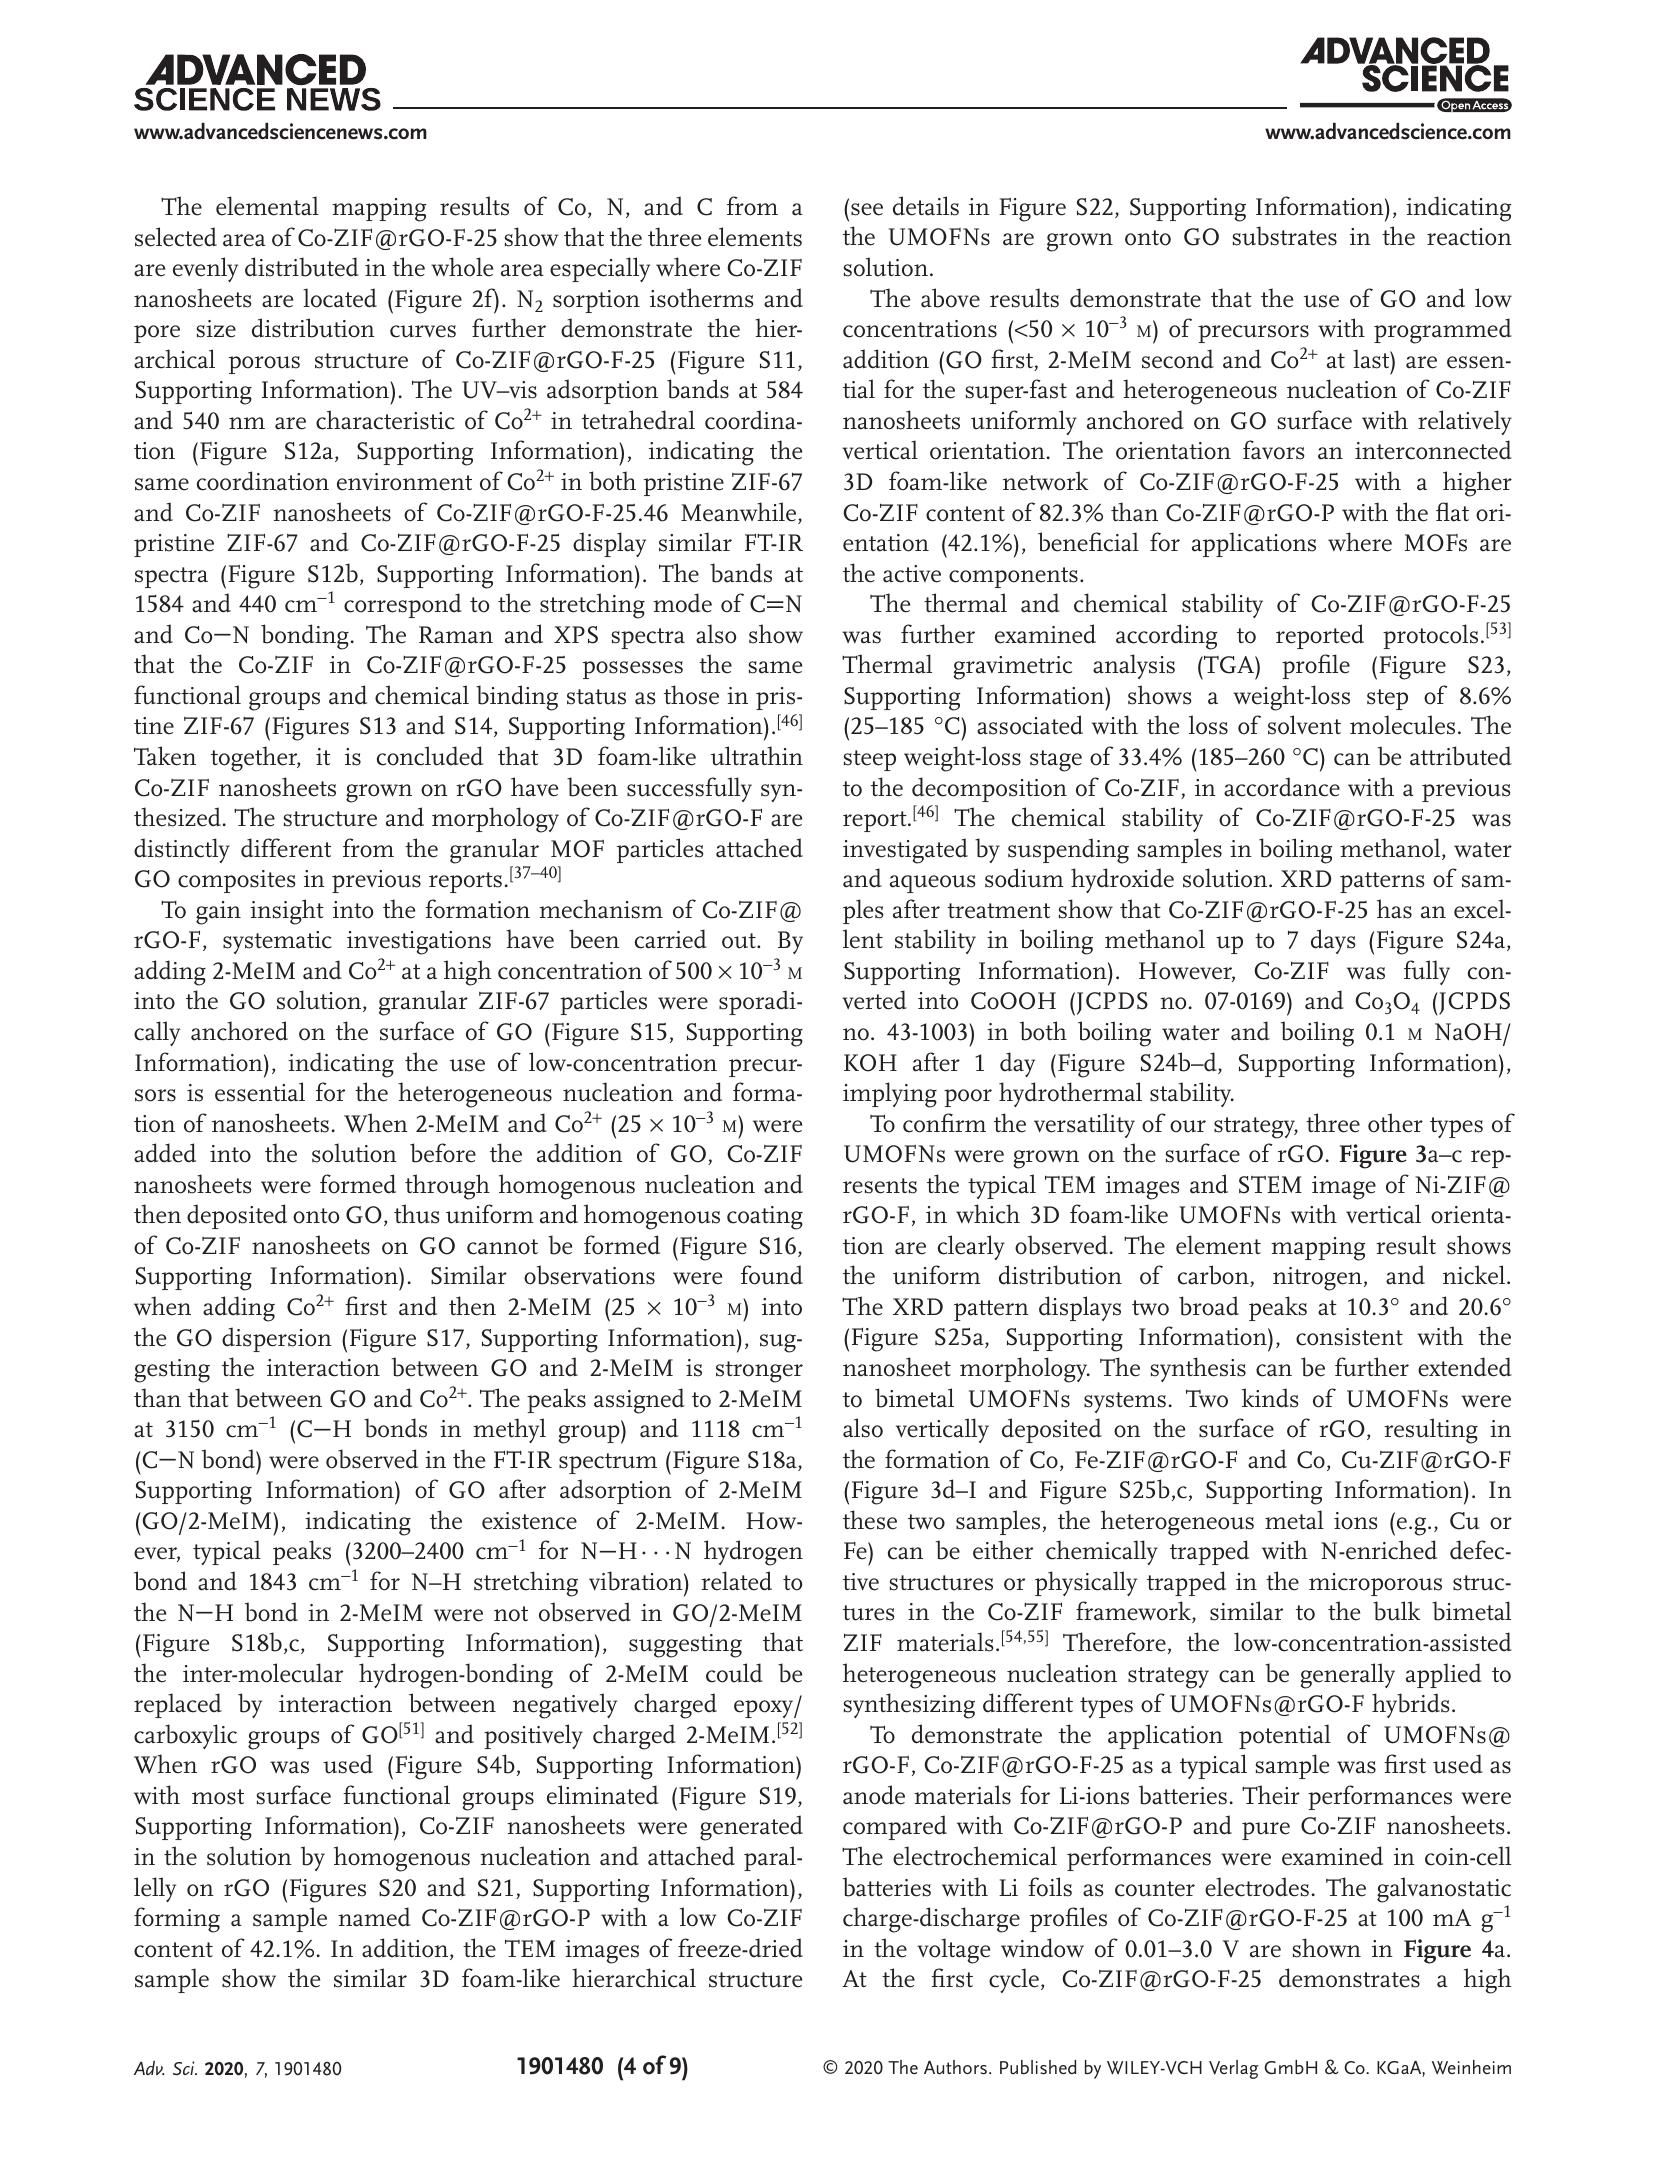 ADVANCED
SCIENCE NEWS
www.advancedsciencenews.com
ADVANCED
SCIENCE
Open Access
www.advancedscience.com
The elemental mapping results of Co, N, and C from a
selected area of Co-ZIF@rGO-F-25 show that the three elements
are evenly distributed in the whole area especially where Co-ZIF
nanosheets are located (Figure 2f). N₂ sorption isotherms and
pore size distribution curves further demonstrate the hier-
archical porous structure of Co-ZIF@rGO-F-25 (Figure S11,
Supporting Information). The UV–vis adsorption bands at 584
and 540 nm are characteristic of Co²⁺ in tetrahedral coordina-
tion (Figure S12a, Supporting Information), indicating the
same coordination environment of Co²⁺ in both pristine ZIF-67
and Co-ZIF nanosheets of Co-ZIF@rGO-F-25.46 Meanwhile,
pristine ZIF-67 and Co-ZIF@rGO-F-25 display similar FT-IR
spectra (Figure S12b, Supporting Information). The bands at
1584 and 440 cm⁻¹ correspond to the stretching mode of C=N
and Co−N bonding. The Raman and XPS spectra also show
that the Co-ZIF in Co-ZIF@rGO-F-25 possesses the same
functional groups and chemical binding status as those in pris-
tine ZIF-67 (Figures S13 and S14, Supporting Information).[46]
Taken together, it is concluded that 3D foam-like ultrathin
Co-ZIF nanosheets grown on rGO have been successfully syn-
thesized. The structure and morphology of Co-ZIF@rGO-F are
distinctly different from the granular MOF particles attached
GO composites in previous reports.[37–40]
To gain insight into the formation mechanism of Co-ZIF@
rGO-F, systematic investigations have been carried out. By
adding 2-MeIM and Co²⁺ at a high concentration of 500 × 10⁻³ M
into the GO solution, granular ZIF-67 particles were sporadi-
cally anchored on the surface of GO (Figure S15, Supporting
Information), indicating the use of low-concentration precur-
sors is essential for the heterogeneous nucleation and forma-
tion of nanosheets. When 2-MeIM and Co²⁺ (25 × 10⁻³ M) were
added into the solution before the addition of GO, Co-ZIF
nanosheets were formed through homogenous nucleation and
then deposited onto GO, thus uniform and homogenous coating
of Co-ZIF nanosheets on GO cannot be formed (Figure S16,
Supporting Information). Similar observations were found
when adding Co²⁺ first and then 2-MeIM (25 × 10⁻³ M) into
the GO dispersion (Figure S17, Supporting Information), sug-
gesting the interaction between GO and 2-MeIM is stronger
than that between GO and Co²⁺. The peaks assigned to 2-MeIM
at 3150 cm⁻¹ (C−H bonds in methyl group) and 1118 cm⁻¹
(C−N bond) were observed in the FT-IR spectrum (Figure S18a,
Supporting Information) of GO after adsorption of 2-MeIM
(GO/2-MeIM), indicating the existence of 2-MeIM. How-
ever, typical peaks (3200–2400 cm⁻¹ for N−H···N hydrogen
bond and 1843 cm⁻¹ for N–H stretching vibration) related to
the N−H bond in 2-MeIM were not observed in GO/2-MeIM
(Figure S18b,c, Supporting Information), suggesting that
the inter-molecular hydrogen-bonding of 2-MeIM could be
replaced by interaction between negatively charged epoxy/
carboxylic groups of GO[51] and positively charged 2-MeIM.[52]
When rGO was used (Figure S4b, Supporting Information)
with most surface functional groups eliminated (Figure S19,
Supporting Information), Co-ZIF nanosheets were generated
in the solution by homogenous nucleation and attached paral-
lelly on rGO (Figures S20 and S21, Supporting Information),
forming a sample named Co-ZIF@rGO-P with a low Co-ZIF
content of 42.1%. In addition, the TEM images of freeze-dried
sample show the similar 3D foam-like hierarchical structure
(see details in Figure S22, Supporting Information), indicating
the UMOFNs are grown onto GO substrates in the reaction
solution.
The above results demonstrate that the use of GO and low
concentrations (<50 × 10⁻³ M) of precursors with programmed
addition (GO first, 2-MeIM second and Co²⁺ at last) are essen-
tial for the super-fast and heterogeneous nucleation of Co-ZIF
nanosheets uniformly anchored on GO surface with relatively
vertical orientation. The orientation favors an interconnected
3D foam-like network of Co-ZIF@rGO-F-25 with a higher
Co-ZIF content of 82.3% than Co-ZIF@rGO-P with the flat ori-
entation (42.1%), beneficial for applications where MOFs are
the active components.
The thermal and chemical stability of Co-ZIF@rGO-F-25
was further examined according to reported protocols.[53]
Thermal gravimetric analysis (TGA) profile (Figure S23,
Supporting Information) shows a weight-loss step of 8.6%
(25–185 °C) associated with the loss of solvent molecules. The
steep weight-loss stage of 33.4% (185–260 °C) can be attributed
to the decomposition of Co-ZIF, in accordance with a previous
report.[46] The chemical stability of Co-ZIF@rGO-F-25 was
investigated by suspending samples in boiling methanol, water
and aqueous sodium hydroxide solution. XRD patterns of sam-
ples after treatment show that Co-ZIF@rGO-F-25 has an excel-
lent stability in boiling methanol up to 7 days (Figure S24a,
Supporting Information). However, Co-ZIF was fully con-
verted into CoOOH (JCPDS no. 07-0169) and Co₃O₄ (JCPDS
no. 43-1003) in both boiling water and boiling 0.1 M NaOH/
KOH after 1 day (Figure S24b–d, Supporting Information),
implying poor hydrothermal stability.
To confirm the versatility of our strategy, three other types of
UMOFNs were grown on the surface of rGO. Figure 3a–c rep-
resents the typical TEM images and STEM image of Ni-ZIF@
rGO-F, in which 3D foam-like UMOFNs with vertical orienta-
tion are clearly observed. The element mapping result shows
the uniform distribution of carbon, nitrogen, and nickel.
The XRD pattern displays two broad peaks at 10.3° and 20.6°
(Figure S25a, Supporting Information), consistent with the
nanosheet morphology. The synthesis can be further extended
to bimetal UMOFNs systems. Two kinds of UMOFNs were
also vertically deposited on the surface of rGO, resulting in
the formation of Co, Fe-ZIF@rGO-F and Co, Cu-ZIF@rGO-F
(Figure 3d–I and Figure S25b,c, Supporting Information). In
these two samples, the heterogeneous metal ions (e.g., Cu or
Fe) can be either chemically trapped with N-enriched defec-
tive structures or physically trapped in the microporous struc-
tures in the Co-ZIF framework, similar to the bulk bimetal
ZIF materials.[54,55] Therefore, the low-concentration-assisted
heterogeneous nucleation strategy can be generally applied to
synthesizing different types of UMOFNs@rGO-F hybrids.
To demonstrate the application potential of UMOFNs@
rGO-F, Co-ZIF@rGO-F-25 as a typical sample was first used as
anode materials for Li-ions batteries. Their performances were
compared with Co-ZIF@rGO-P and pure Co-ZIF nanosheets.
The electrochemical performances were examined in coin-cell
batteries with Li foils as counter electrodes. The galvanostatic
charge-discharge profiles of Co-ZIF@rGO-F-25 at 100 mA g⁻¹
in the voltage window of 0.01–3.0 V are shown in Figure 4a.
At the first cycle, Co-ZIF@rGO-F-25 demonstrates a high
Adv. Sci. 2020, 7, 1901480
1901480 (4 of 9)
© 2020 The Authors. Published by WILEY-VCH Verlag GmbH & Co. KGaA, Weinheim